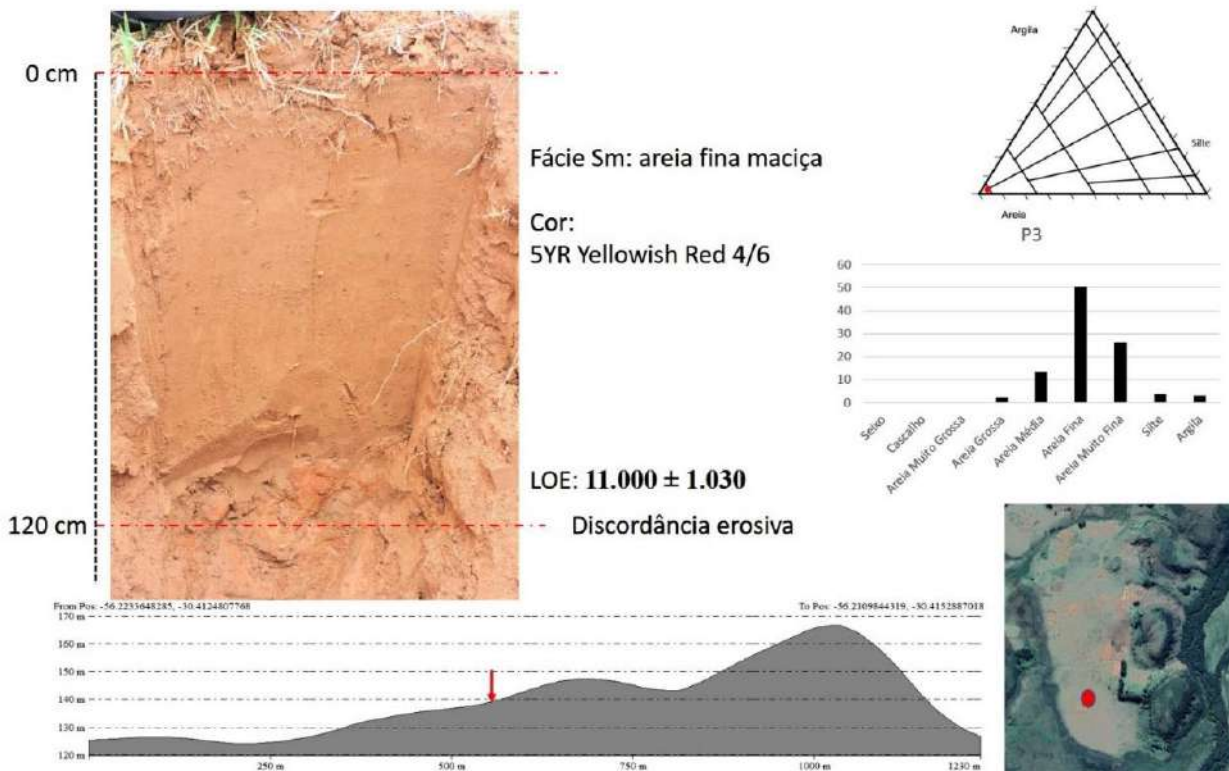 0 cm
Fácie Sm: areia fina maciça
Cor:
5YR Yellowish Red 4/6
LOE: 11.000 ± 1.030
120 cm
Discordância erosiva
Argila
Silte
Areia
P3
60
50
40
30
20
10
0
Seixo
Cascalho
Areia Muito Grossa
Areia Grossa
Areia Média
Areia Fina
Areia Muito Fina
Silte
Argila
From Pos: -56.2233648285, -30.4124807768
To Pos: -56.2109844319, -30.4152887018
170 m
160 m
150 m
140 m
130 m
120 m
250 m
500 m
750 m
1000 m
1230 m